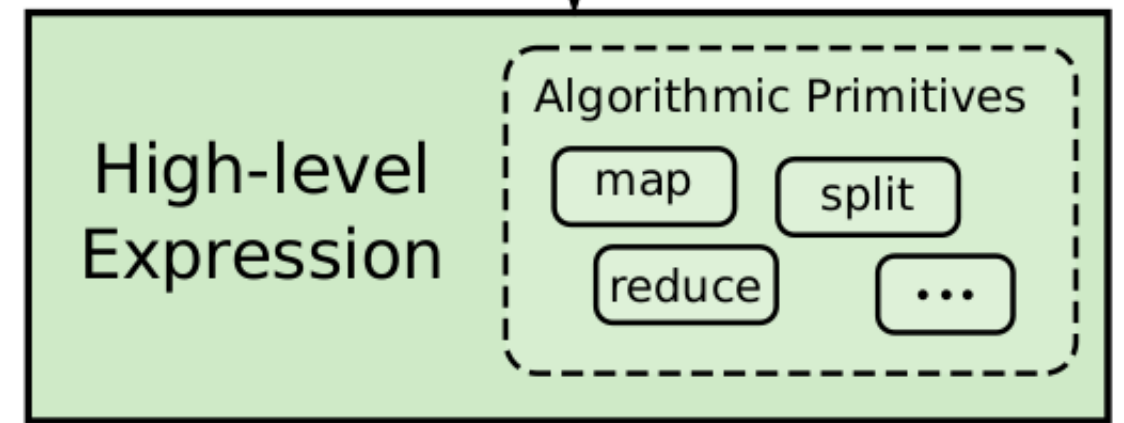 Algorithmic Primitives
High-level
Expression
map
split
reduce
...